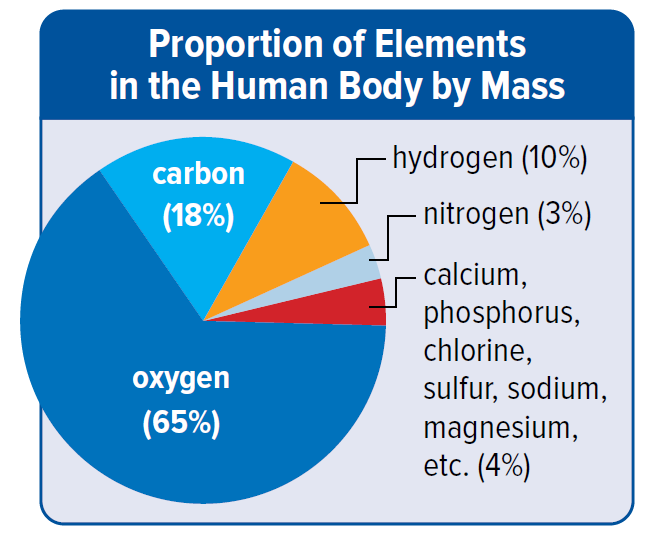 Proportion of Elements
in the Human Body by Mass
carbon
(18%)
hydrogen (10%)
nitrogen (3%)
calcium,
phosphorus,
chlorine,
sulfur, sodium,
magnesium,
etc. (4%)
oxygen
(65%)